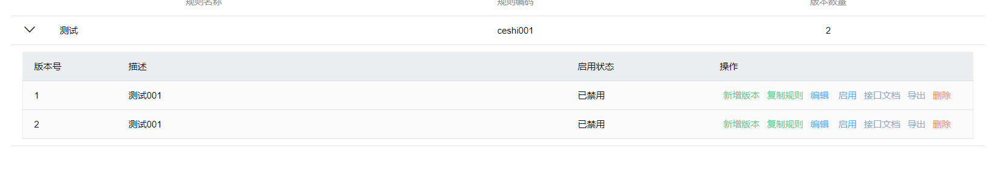 规则名称 规则编码 版本数量
测试 ceshi001 2
版本号 描述 启用状态 操作
1 测试001 已禁用 新增版本 复制规则 编辑 启用 接口文档 导出 删除
2 测试001 已禁用 新增版本 复制规则 编辑 启用 接口文档 导出 删除